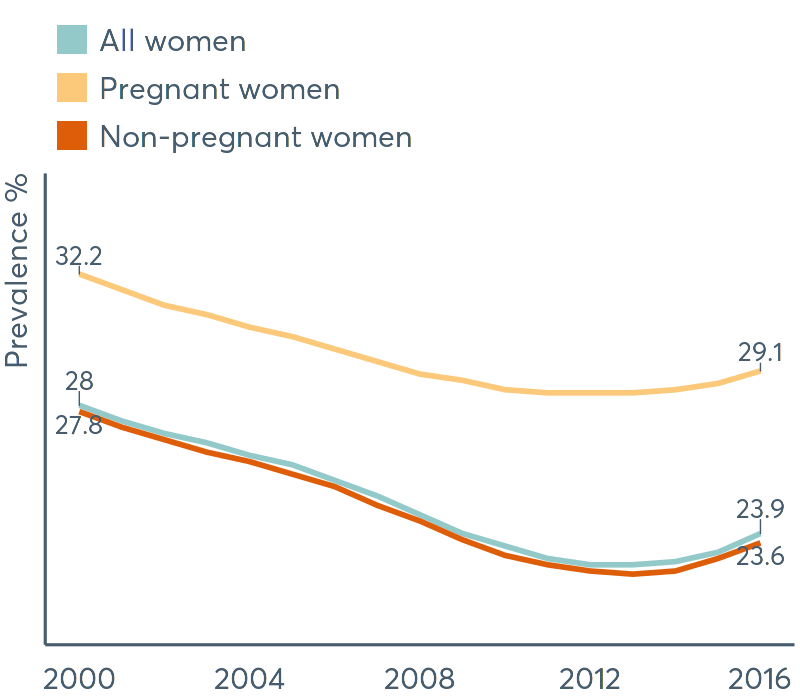 All women
Pregnant women
Non-pregnant women
Prevalence %
32.2
28
27.8
29.1
23.9
23.6
2000 2004 2008 2012 2016